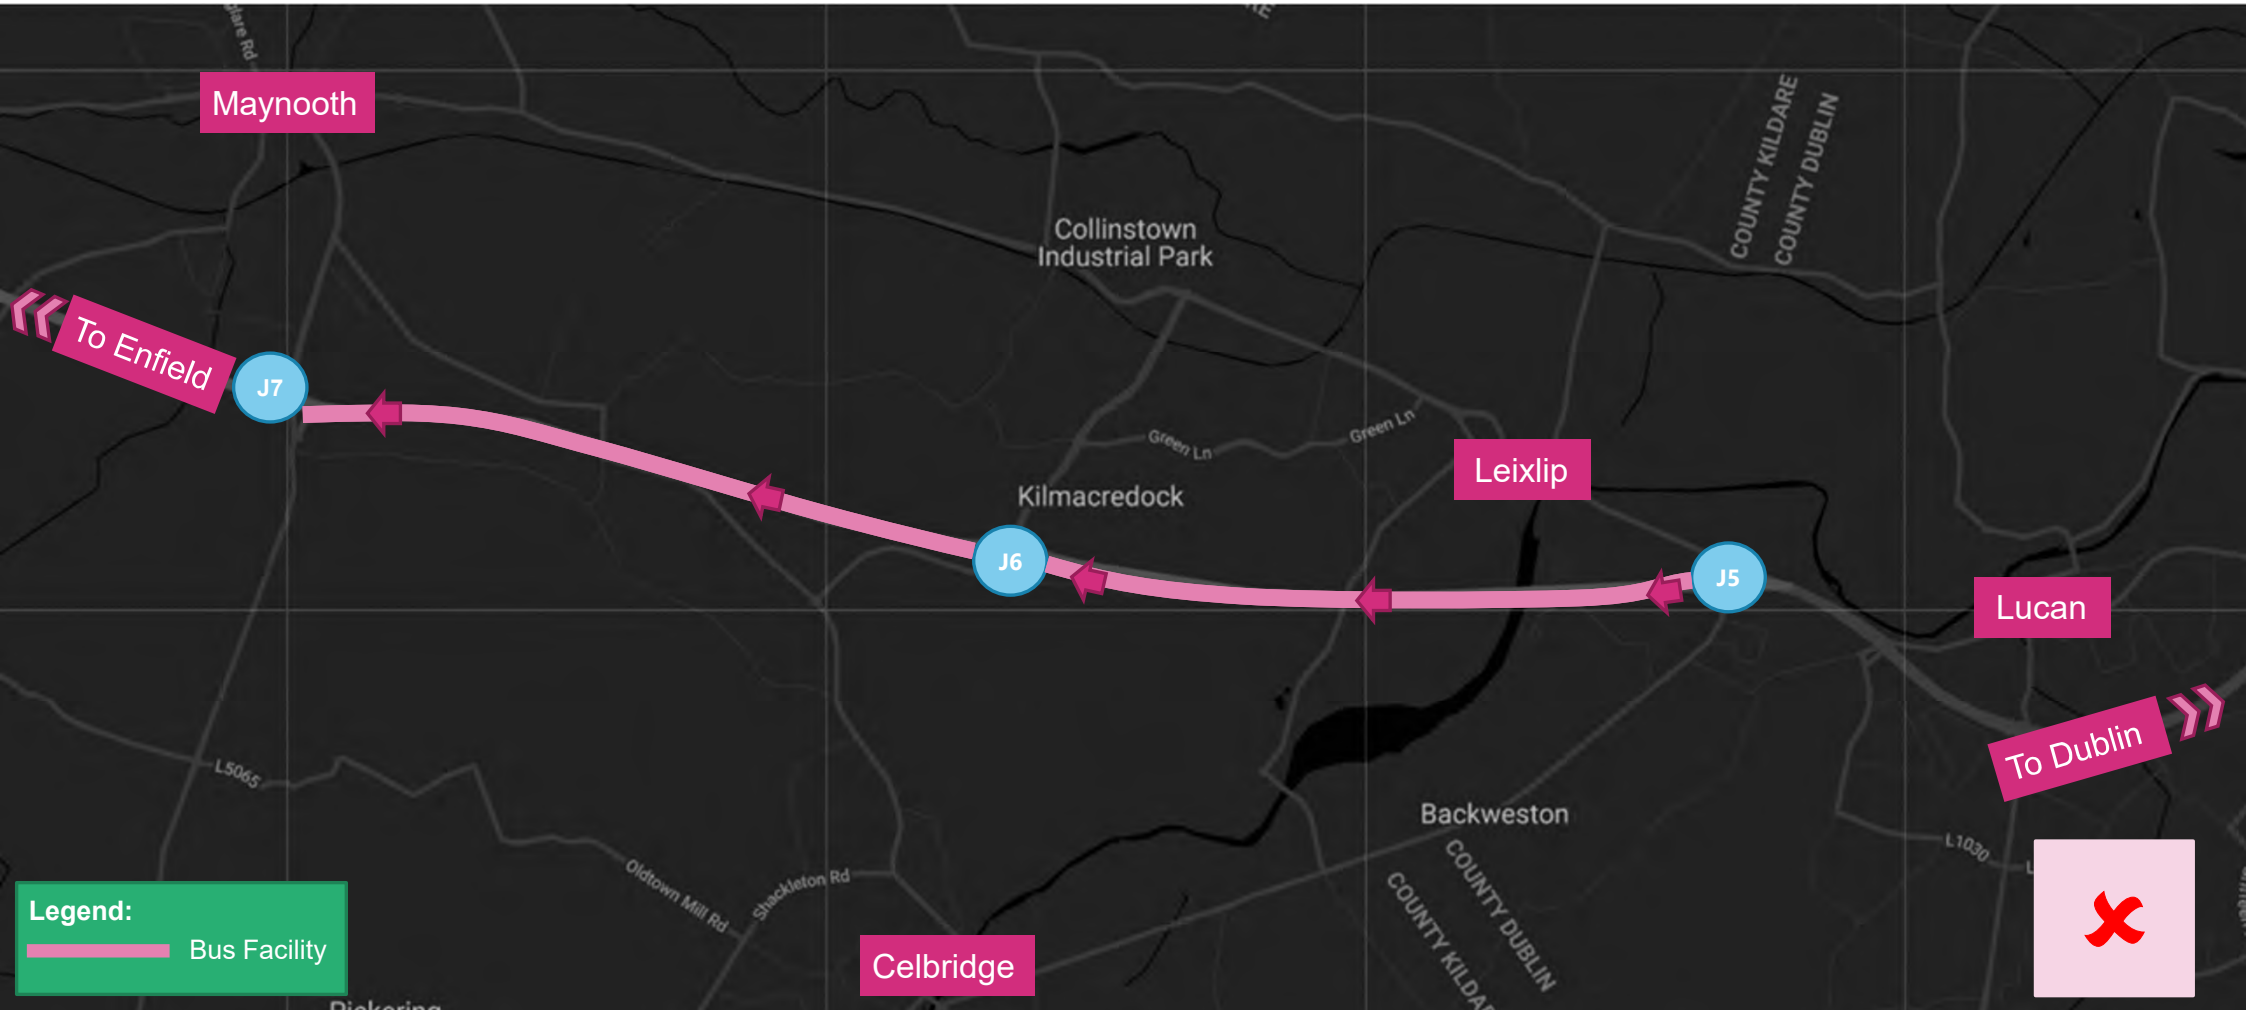 Maynooth
COUNTY KILDARE
COUNTY DUBLIN
Collinstown
Industrial Park
To Enfield
J7
Green Ln
Green Ln
Leixlip
Kilmacredock
J6
J5
Lucan
To Dublin
L5065
Backweston
L1030
Oldtown Mill Rd
Shackleton Rd
COUNTY DUBLIN
Legend:
Bus Facility
Celbridge